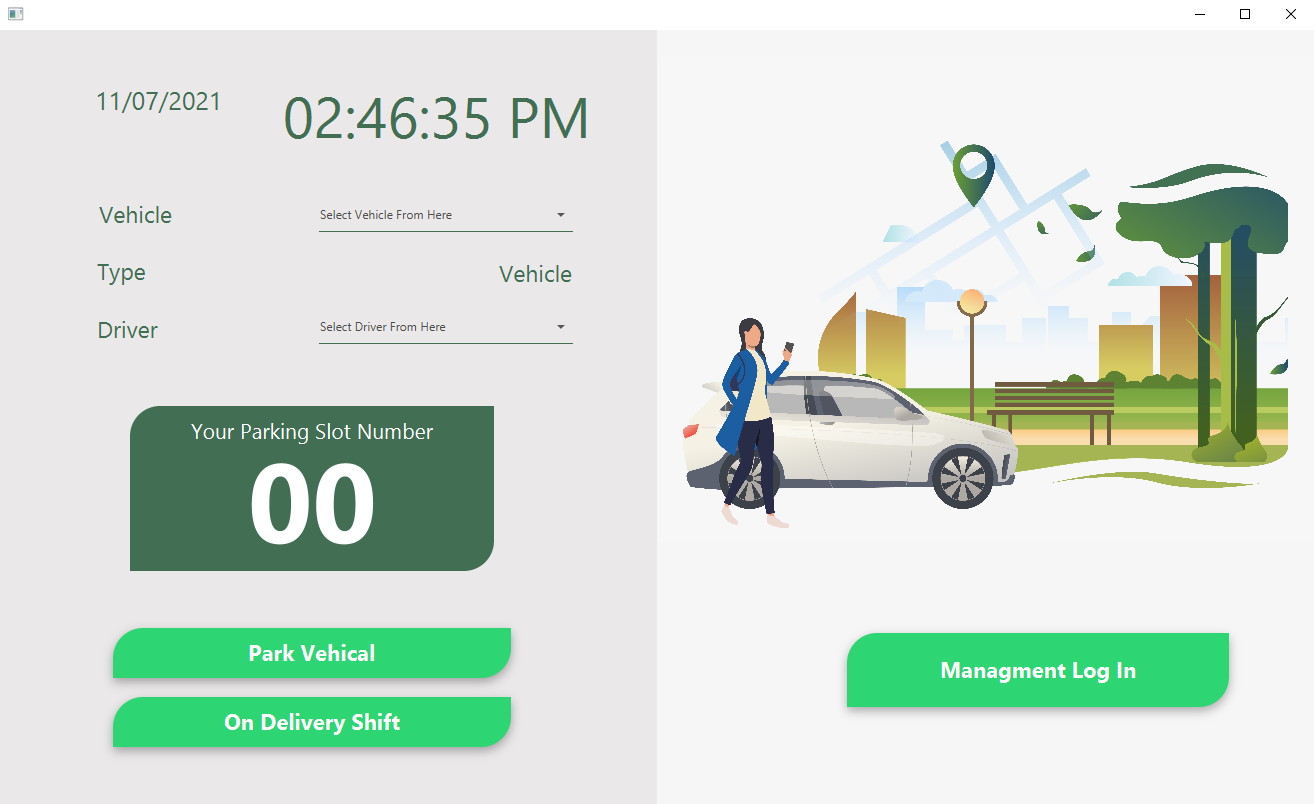 11/07/2021
02:46:35 PM
Vehicle
Select Vehicle From Here
Type
Vehicle
Driver
Select Driver From Here
Your Parking Slot Number
00
Park Vehical
On Delivery Shift
Managment Log In